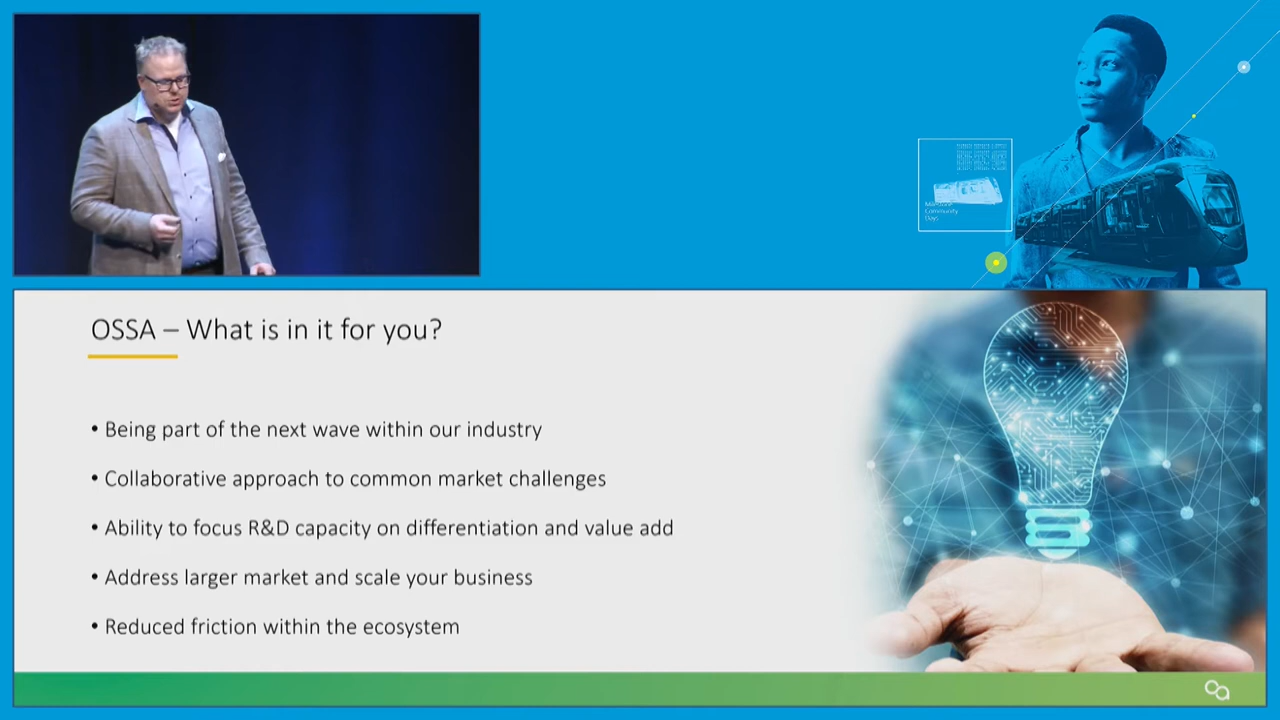 Community
Days
OSSA – What is in it for you?
• Being part of the next wave within our industry
• Collaborative approach to common market challenges
• Ability to focus R&D capacity on differentiation and value add
• Address larger market and scale your business
• Reduced friction within the ecosystem